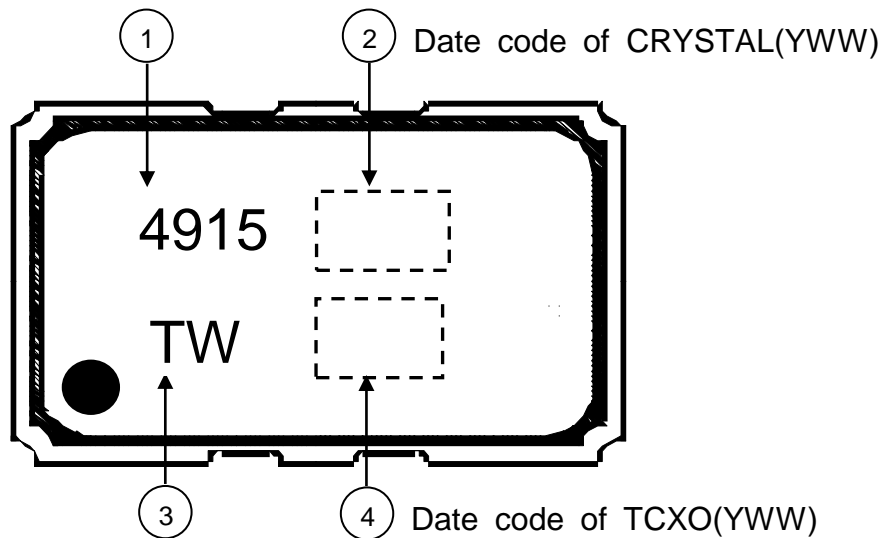 1
2 Date code of CRYSTAL(YWW)
4915
TW
3
4 Date code of TCXO(YWW)